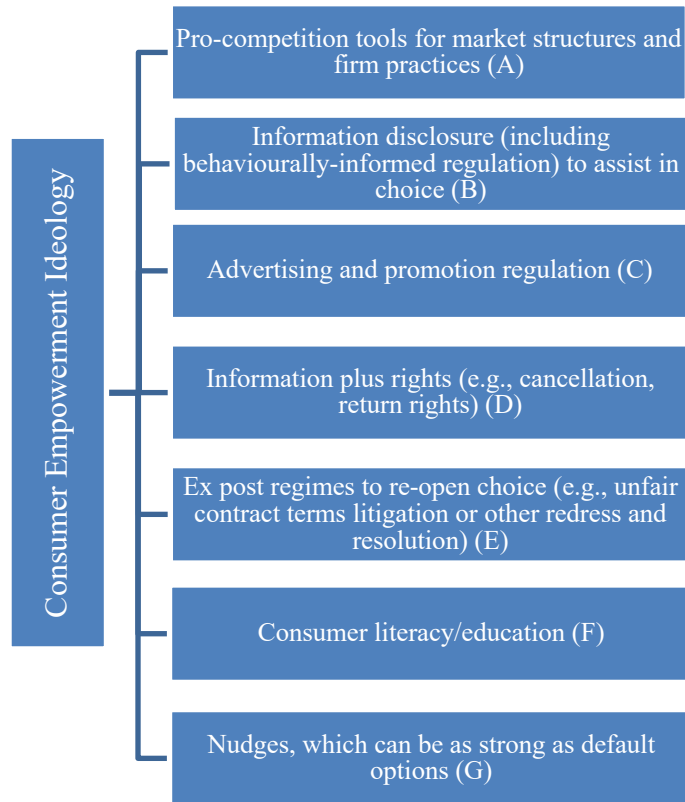 Consumer Empowerment Ideology
Pro-competition tools for market structures and
firm practices (A)
Information disclosure (including
behaviourally-informed regulation) to assist in
choice (B)
Advertising and promotion regulation (C)
Information plus rights (e.g., cancellation,
return rights) (D)
Ex post regimes to re-open choice (e.g., unfair
contract terms litigation or other redress and
resolution) (E)
Consumer literacy/education (F)
Nudges, which can be as strong as default
options (G)